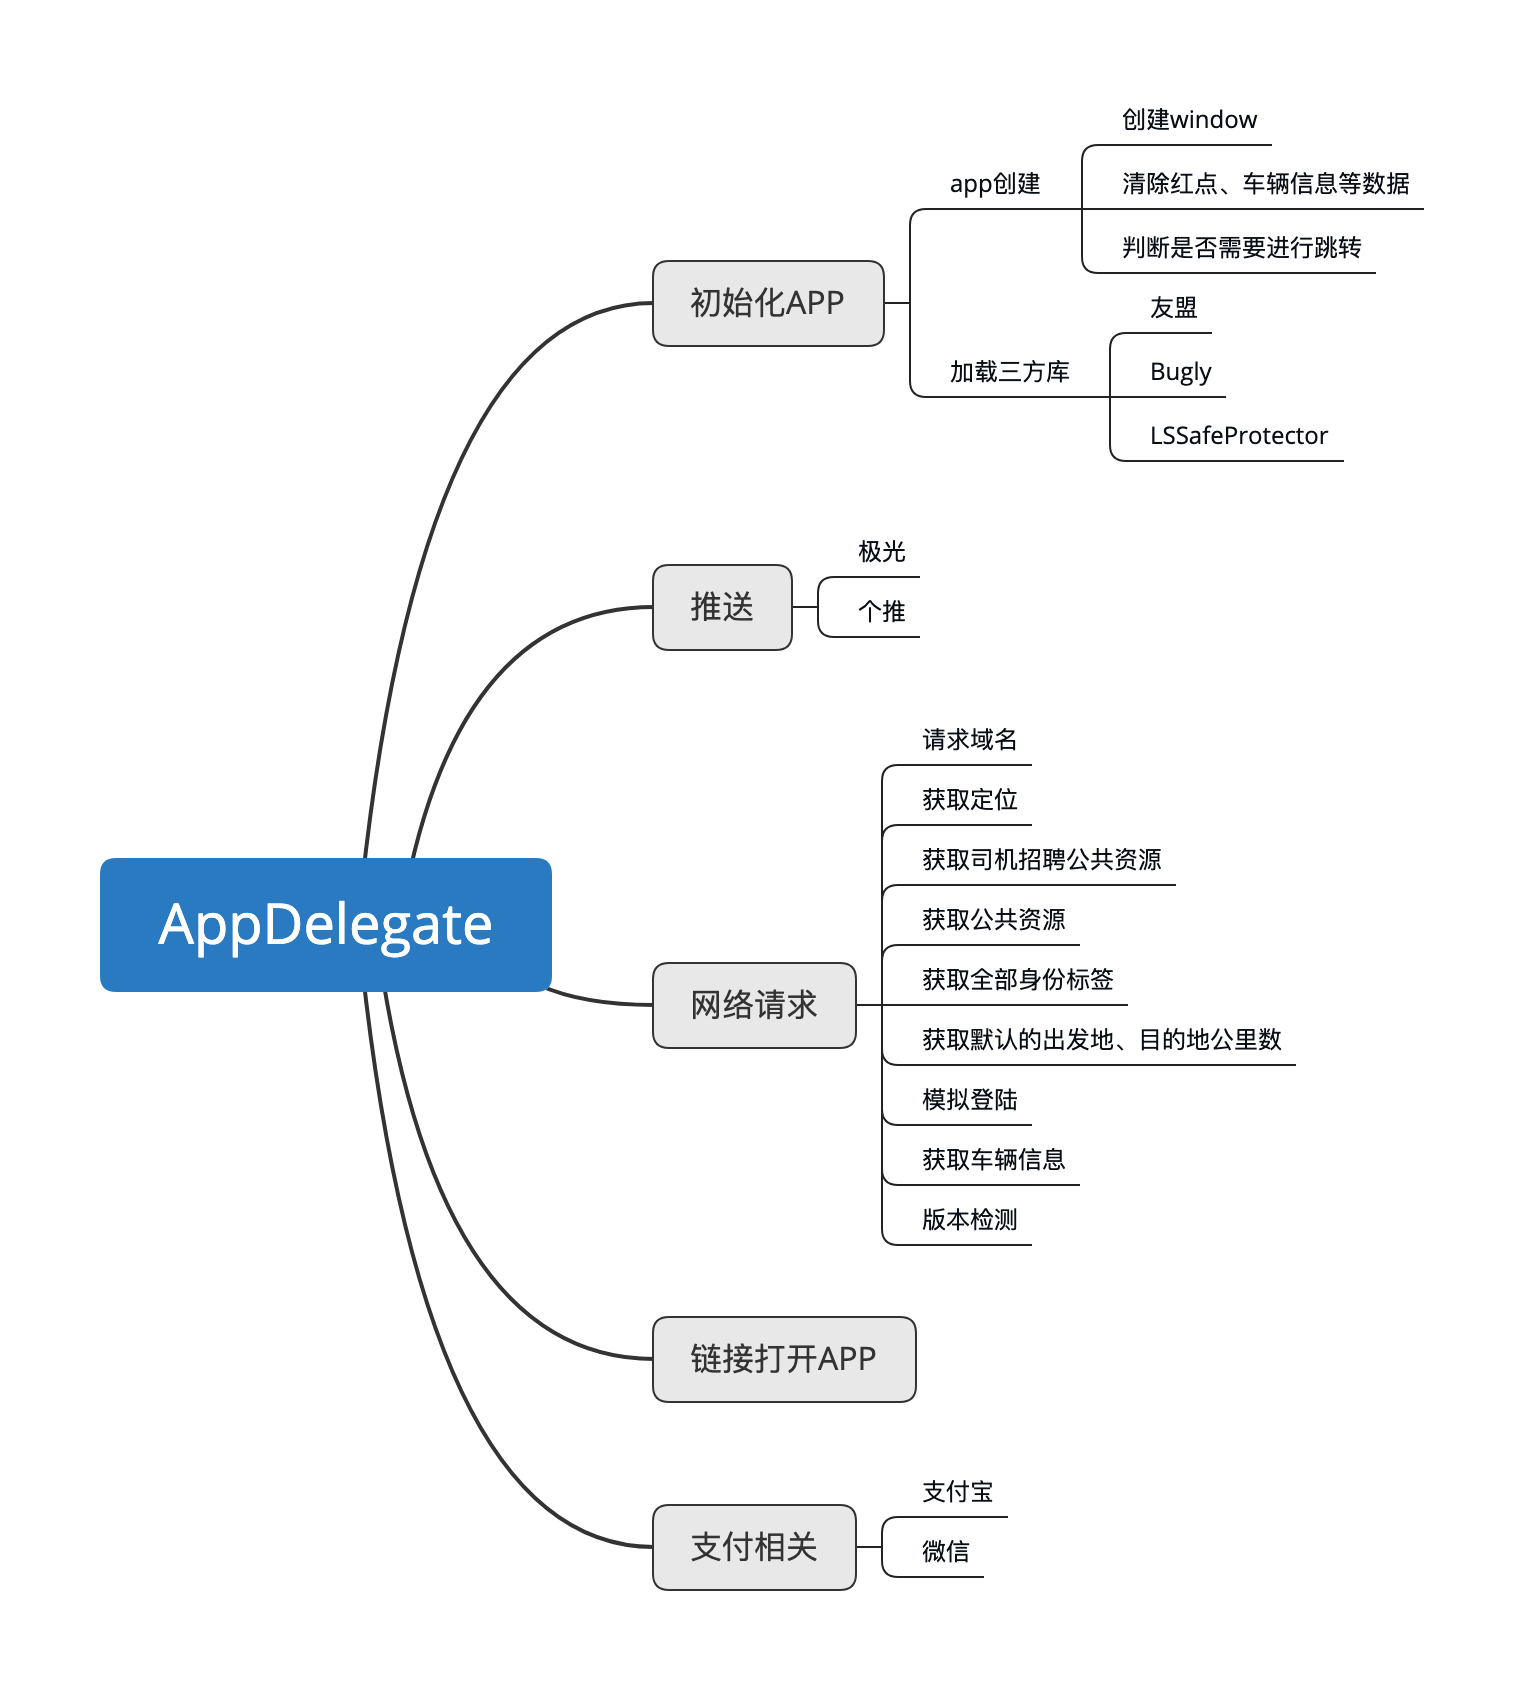 AppDelegate
初始化APP
app创建
创建window
清除红点、车辆信息等数据
判断是否需要进行跳转
加载三方库
友盟
Bugly
LSSafeProtector
推送
极光
个推
网络请求
请求域名
获取定位
获取司机招聘公共资源
获取公共资源
获取全部身份标签
获取默认的出发地、目的地公里数
模拟登陆
获取车辆信息
版本检测
链接打开APP
支付相关
支付宝
微信